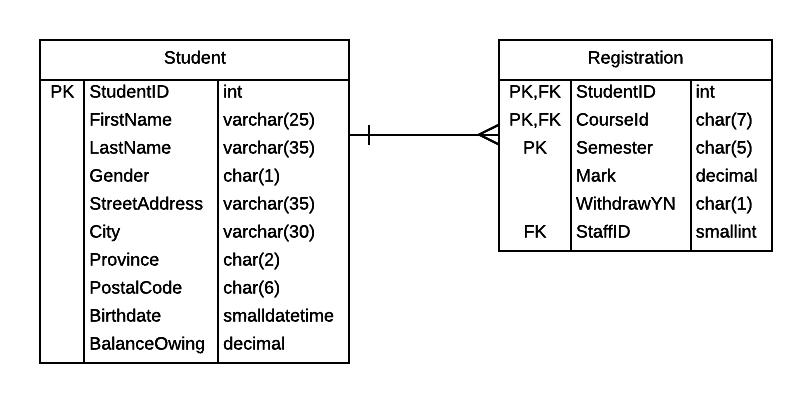 Student
PK StudentID int
FirstName varchar(25)
LastName varchar(35)
Gender char(1)
StreetAddress varchar(35)
City varchar(30)
Province char(2)
PostalCode char(6)
Birthdate smalldatetime
BalanceOwing decimal
Registration
PK,FK StudentID int
PK,FK CourseId char(7)
PK Semester char(5)
Mark decimal
WithdrawYN char(1)
FK StaffID smallint